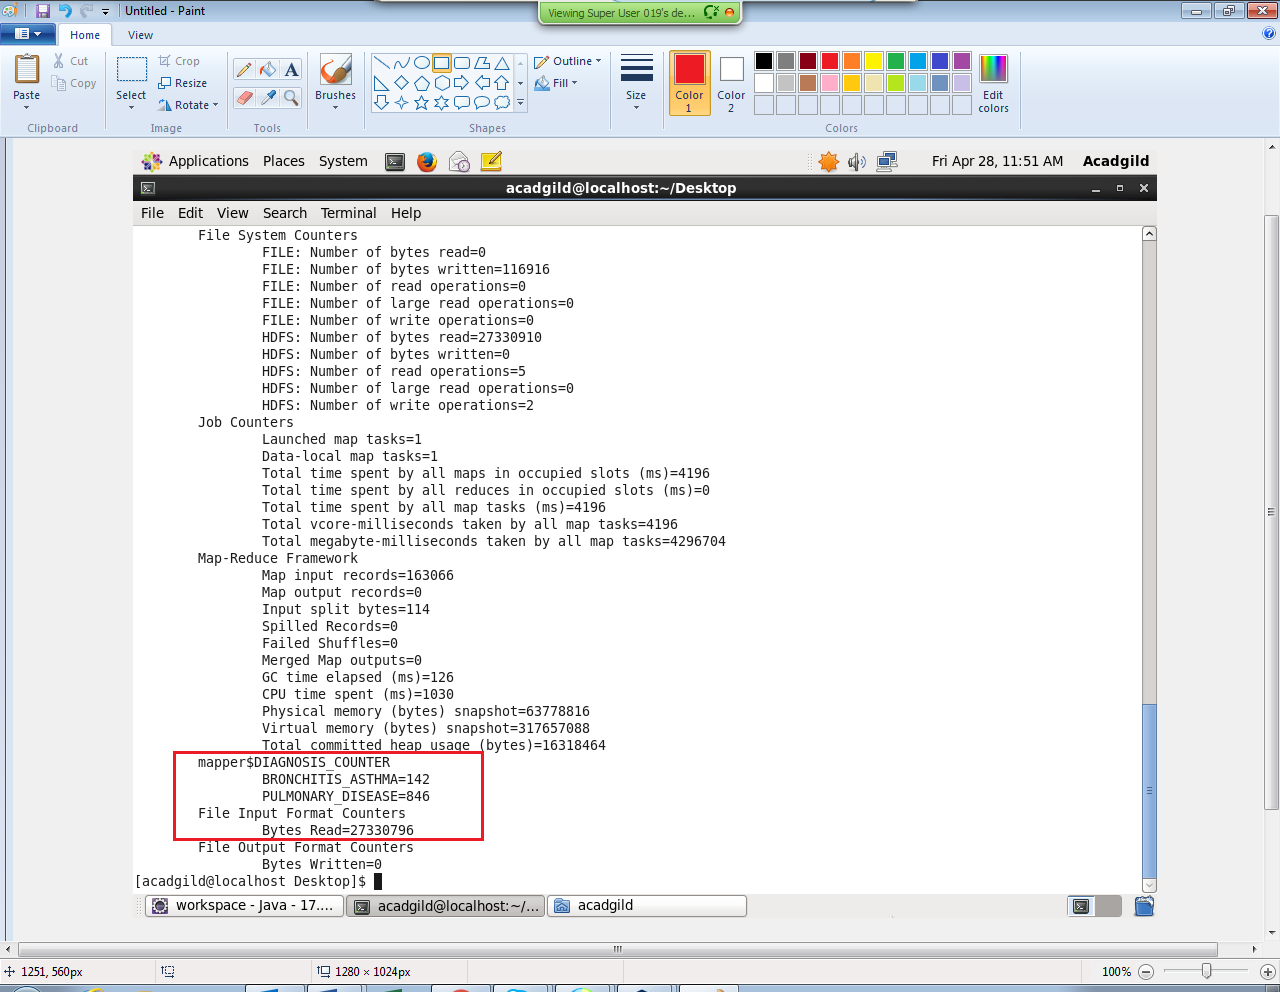 Untitled - Paint
Viewing Super User 019's de...
Home
View
Paste
Cut
Copy
Clipboard
Select
Crop
Resize
Rotate
Image
A
Tools
Brushes
Outline
Fill
Shapes
Size
Color 1
Color 2
Edit colors
Colors
Applications Places System
Fri Apr 28, 11:51 AM Acadgild
acadgild@localhost:~/Desktop
File Edit View Search Terminal Help
File System Counters
FILE: Number of bytes read=0
FILE: Number of bytes written=116916
FILE: Number of read operations=0
FILE: Number of large read operations=0
FILE: Number of write operations=0
HDFS: Number of bytes read=27330910
HDFS: Number of bytes written=0
HDFS: Number of read operations=5
HDFS: Number of large read operations=0
HDFS: Number of write operations=2
Job Counters
Launched map tasks=1
Data-local map tasks=1
Total time spent by all maps in occupied slots (ms)=4196
Total time spent by all reduces in occupied slots (ms)=0
Total time spent by all map tasks (ms)=4196
Total vcore-milliseconds taken by all map tasks=4196
Total megabyte-milliseconds taken by all map tasks=4296704
Map-Reduce Framework
Map input records=163066
Map output records=0
Input split bytes=114
Spilled Records=0
Failed Shuffles=0
Merged Map outputs=0
GC time elapsed (ms)=126
CPU time spent (ms)=1030
Physical memory (bytes) snapshot=63778816
Virtual memory (bytes) snapshot=317657088
Total committed heap usage (bytes)=16318464
mapper$DIAGNOSIS_COUNTER
BRONCHITIS_ASTHMA=142
PULMONARY_DISEASE=846
File Input Format Counters
Bytes Read=27330796
File Output Format Counters
Bytes Written=0
[acadgild@localhost Desktop]$
workspace - Java - 17....
acadgild@localhost:~/...
acadgild
1251, 560px
1280 × 1024px
100%